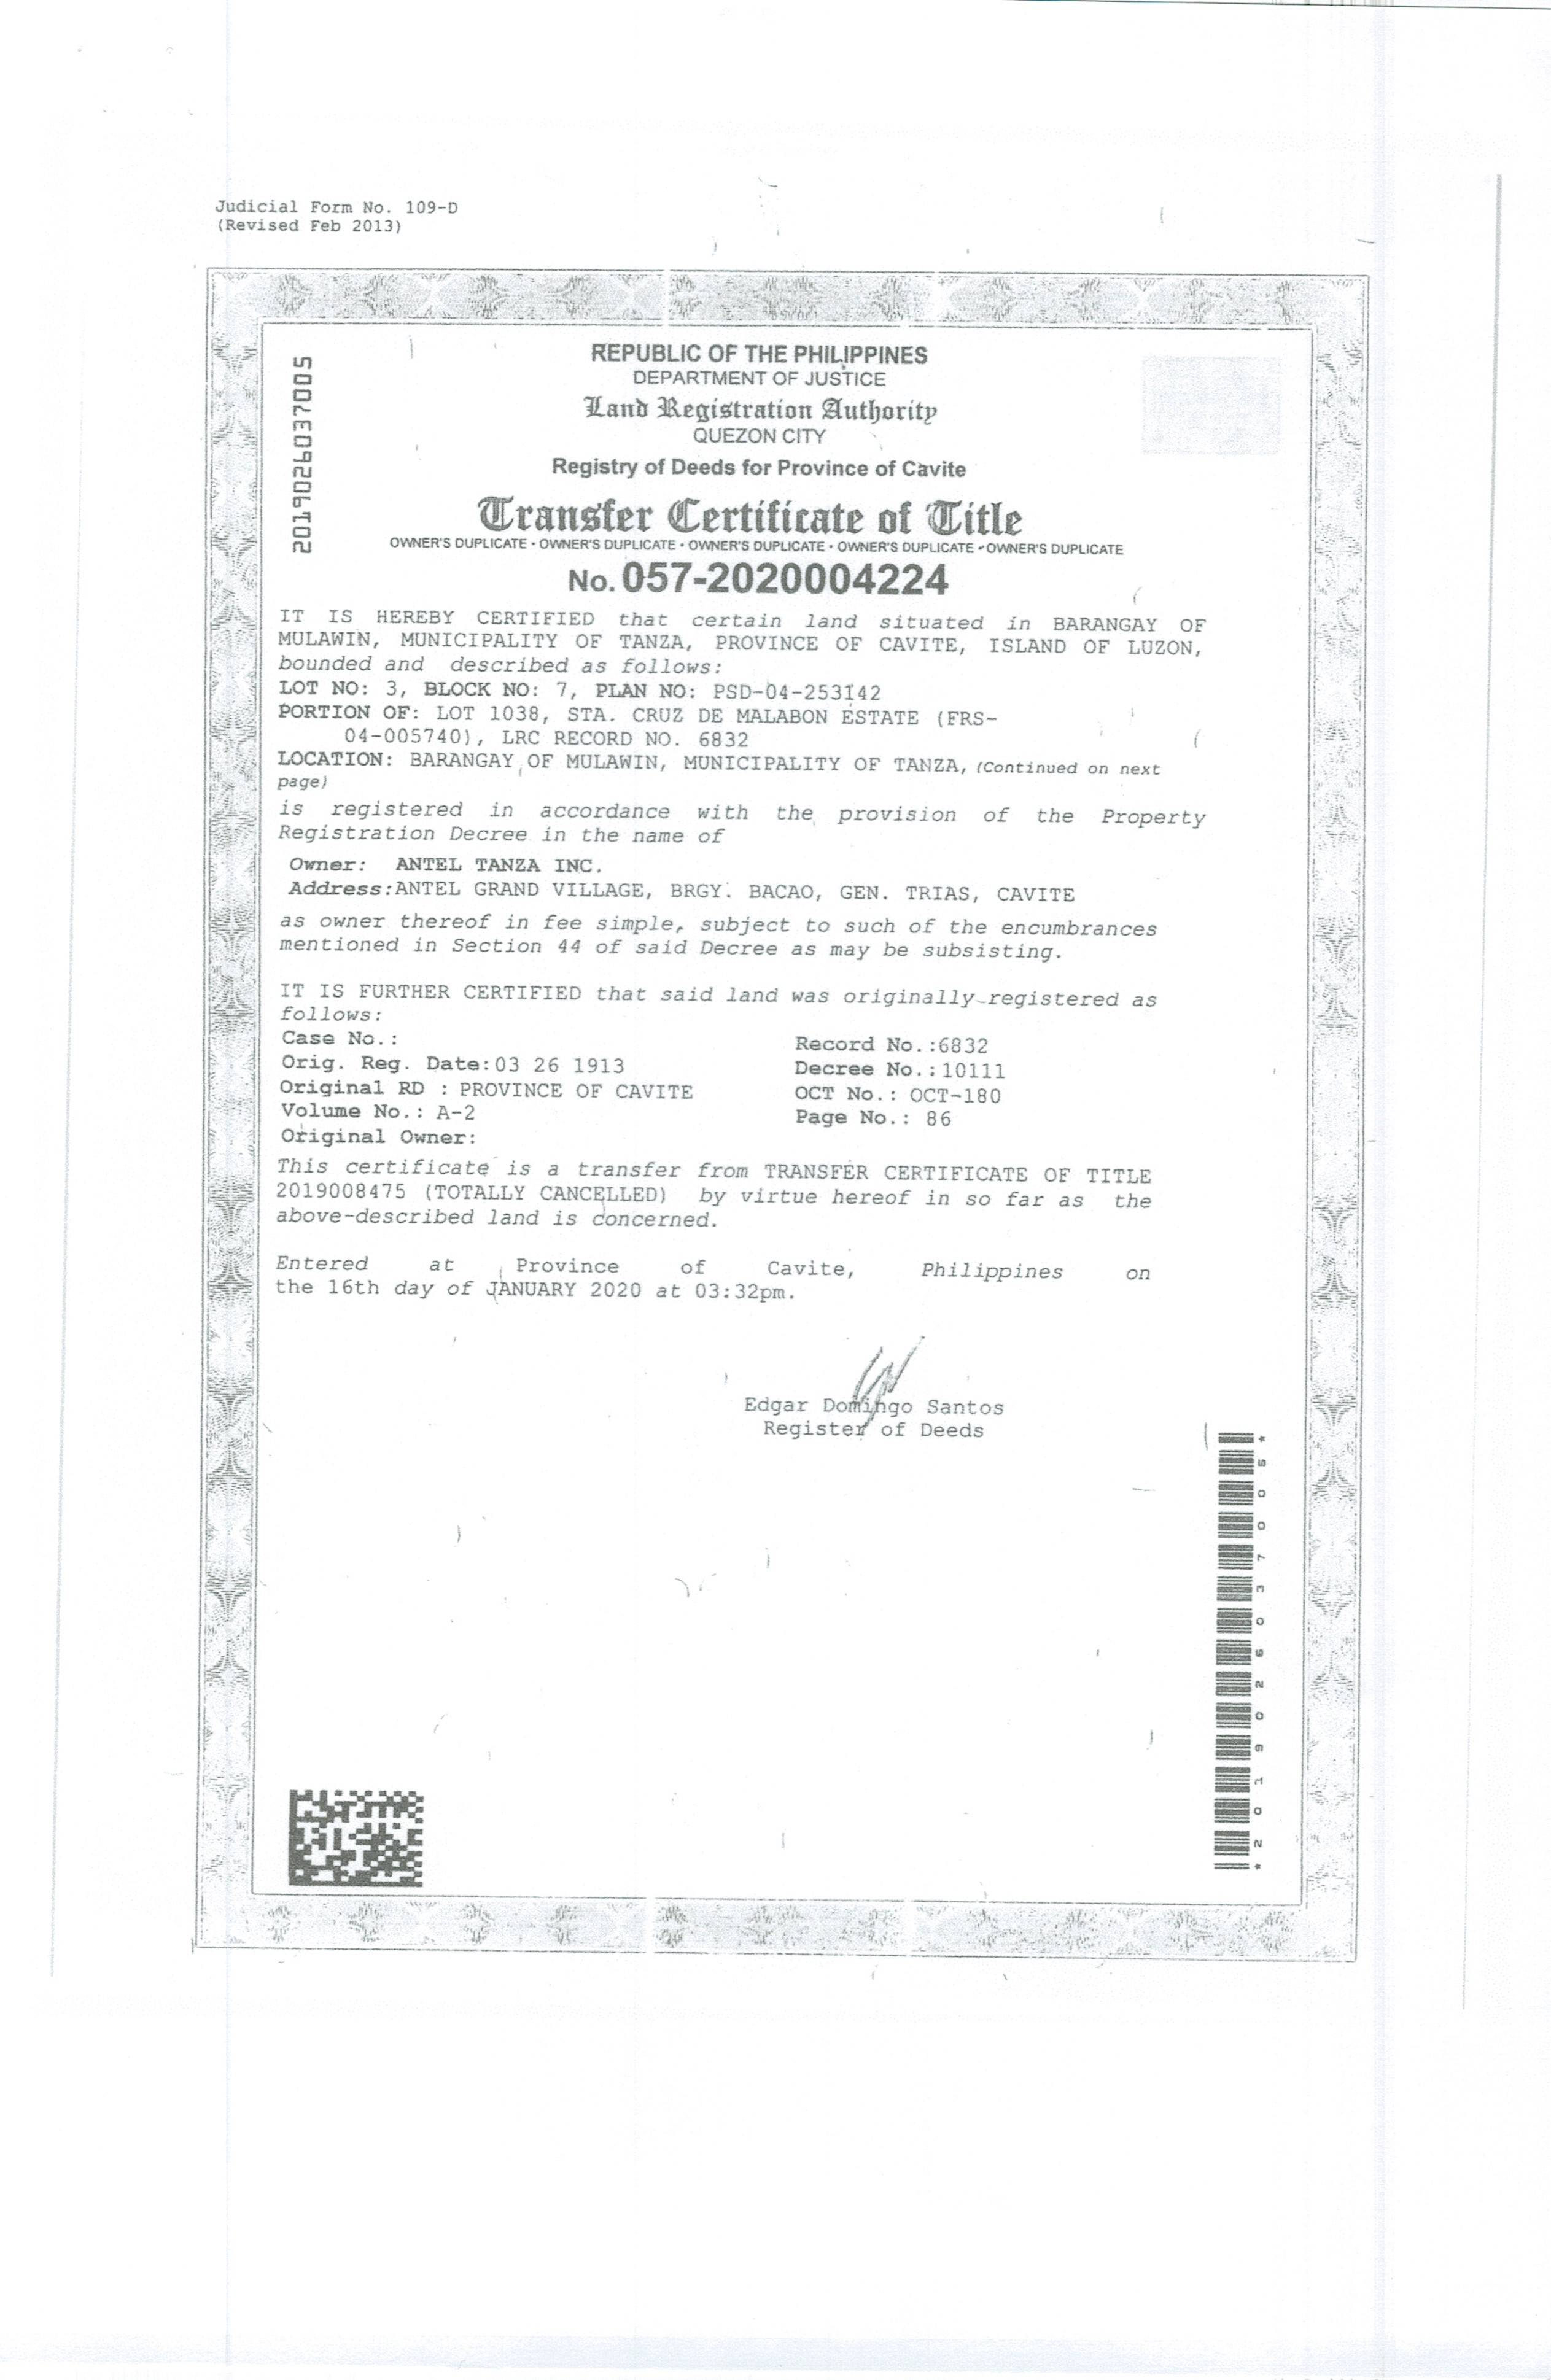 Judicial Form No. 109-D
(Revised Feb 2013)
2019026037005
REPUBLIC OF THE PHILIPPINES
DEPARTMENT OF JUSTICE
Land Registration Authority
QUEZON CITY
Registry of Deeds for Province of Cavite
Transfer Certificate of Title
OWNER'S DUPLICATE • OWNER'S DUPLICATE • OWNER'S DUPLICATE • OWNER'S DUPLICATE • OWNER'S DUPLICATE
No. 057-2020004224
IT IS HEREBY CERTIFIED that certain land situated in BARANGAY OF
MULAWIN, MUNICIPALITY OF TANZA, PROVINCE OF CAVITE, ISLAND OF LUZON,
bounded and described as follows:
LOT NO: 3, BLOCK NO: 7, PLAN NO: PSD-04-253142
PORTION OF: LOT 1038, STA. CRUZ DE MALABON ESTATE (FRS-
04-005740), LRC RECORD NO. 6832
LOCATION: BARANGAY OF MULAWIN, MUNICIPALITY OF TANZA, (Continued on next
page)
is registered in accordance with the provision of the Property
Registration Decree in the name of
Owner: ANTEL TANZA INC.
Address:ANTEL GRAND VILLAGE, BRGY. BACAO, GEN. TRIAS, CAVITE
as owner thereof in fee simple, subject to such of the encumbrances
mentioned in Section 44 of said Decree as may be subsisting.
IT IS FURTHER CERTIFIED that said land was originally registered as
follows:
Case No.: Record No.:6832
Orig. Reg. Date:03 26 1913 Decree No.:10111
Original RD : PROVINCE OF CAVITE OCT No.: OCT-180
Volume No.: A-2 Page No.: 86
Original Owner:
This certificate is a transfer from TRANSFER CERTIFICATE OF TITLE
2019008475 (TOTALLY CANCELLED) by virtue hereof in so far as the
above-described land is concerned.
Entered at Province of Cavite, Philippines on
the 16th day of JANUARY 2020 at 03:32pm.
Edgar Domingo Santos
Register of Deeds
*2019026037005*